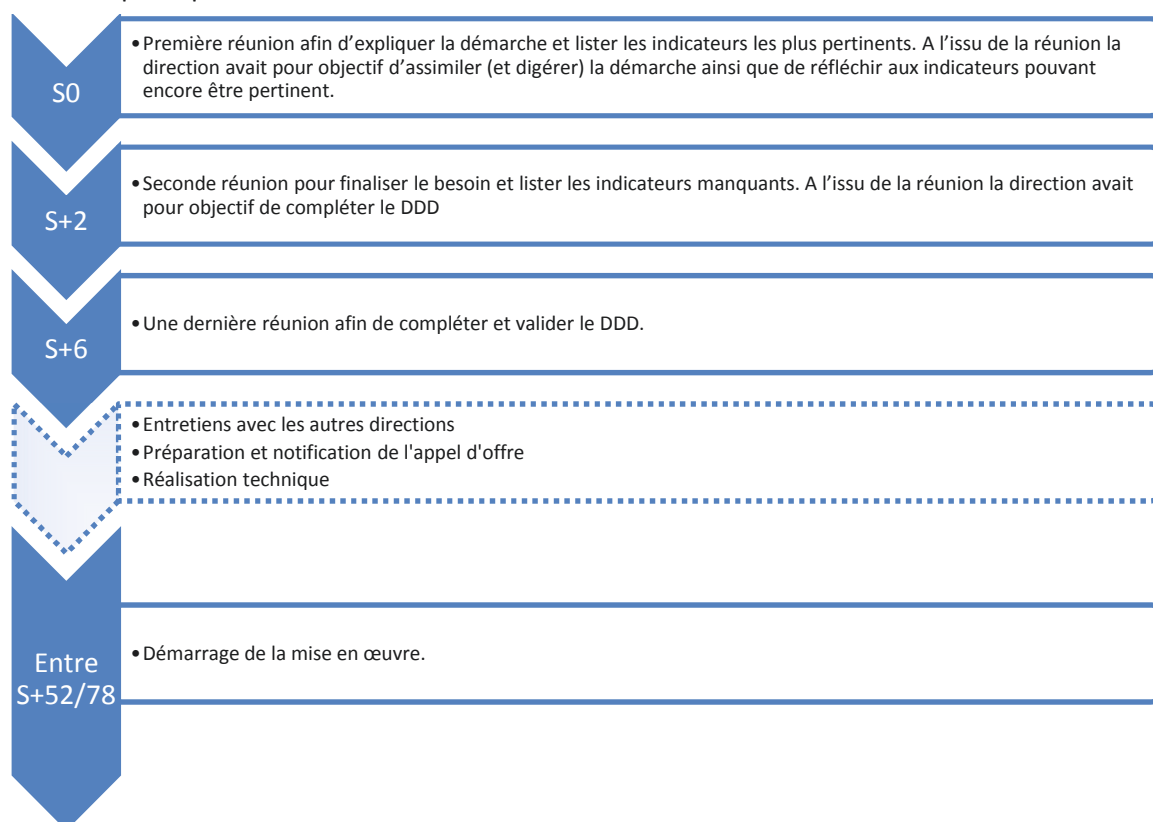 S0
•Première réunion afin d'expliquer la démarche et lister les indicateurs les plus pertinents. A l'issu de la réunion la
direction avait pour objectif d'assimiler (et digérer) la démarche ainsi que de réfléchir aux indicateurs pouvant
encore être pertinent.
S+2
•Seconde réunion pour finaliser le besoin et lister les indicateurs manquants. A l'issu de la réunion la direction avait
pour objectif de compléter le DDD
S+6
•Une dernière réunion afin de compléter et valider le DDD.
•Entretiens avec les autres directions
•Préparation et notification de l'appel d'offre
•Réalisation technique
Entre
S+52/78
•Démarrage de la mise en œuvre.